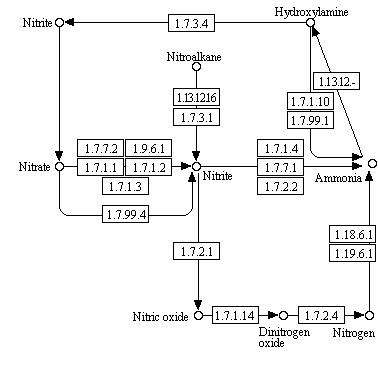 Hydroxylamine
Nitrite
1.7.3.4
Nitroalkane
1.13.12.-
1.13.12.16
1.7.1.10
1.7.3.1
1.7.99.1
1.7.7.2
1.9.6.1
1.7.1.4
Nitrate
1.7.1.1
1.7.1.2
Nitrite
1.7.7.1
Ammonia
1.7.1.3
1.7.2.2
1.7.99.4
1.18.6.1
1.7.2.1
1.19.6.1
Nitric oxide
1.7.1.14
1.7.2.4
Dinitrogen
oxide
Nitrogen